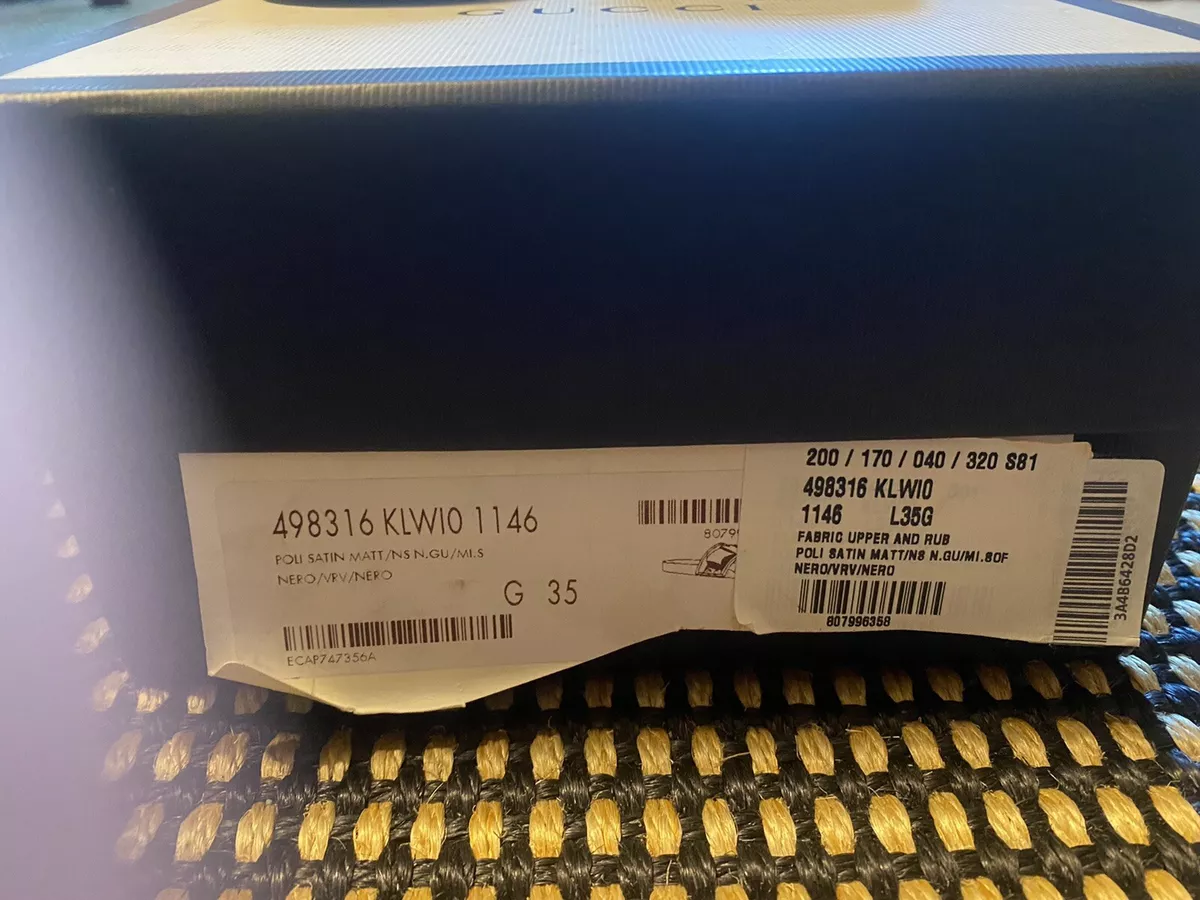 GUCCI
498316 KLWI0 1146
POLI SATIN MATT/NS N.GU/MI.S
NERO/VRV/NERO
G 35
ECAP747356A
8079
200 / 170 / 040 / 320 S81
498316 KLWI0
1146 L35G
FABRIC UPPER AND RUB
POLI SATIN MATT/NS N.GU/MI.SOF
NERO/VRV/NERO
807996358
3A4B6428D2